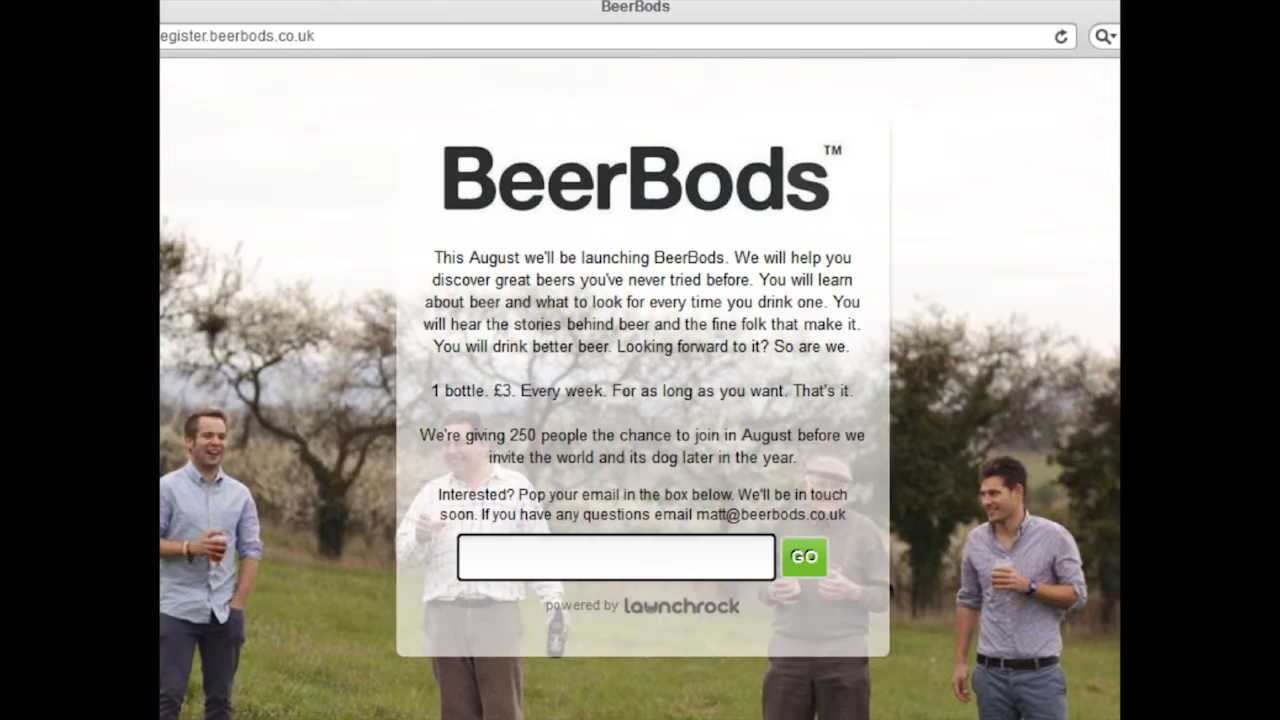 BeerBods
egister.beerbods.co.uk
BeerBods™
This August we'll be launching BeerBods. We will help you
discover great beers you've never tried before. You will learn
about beer and what to look for every time you drink one. You
will hear the stories behind beer and the fine folk that make it.
You will drink better beer. Looking forward to it? So are we.
1 bottle. £3. Every week. For as long as you want. That's it.
We're giving 250 people the chance to join in August before we
invite the world and its dog later in the year.
Interested? Pop your email in the box below. We'll be in touch
soon. If you have any questions email matt@beerbods.co.uk
GO
powered by launchrock